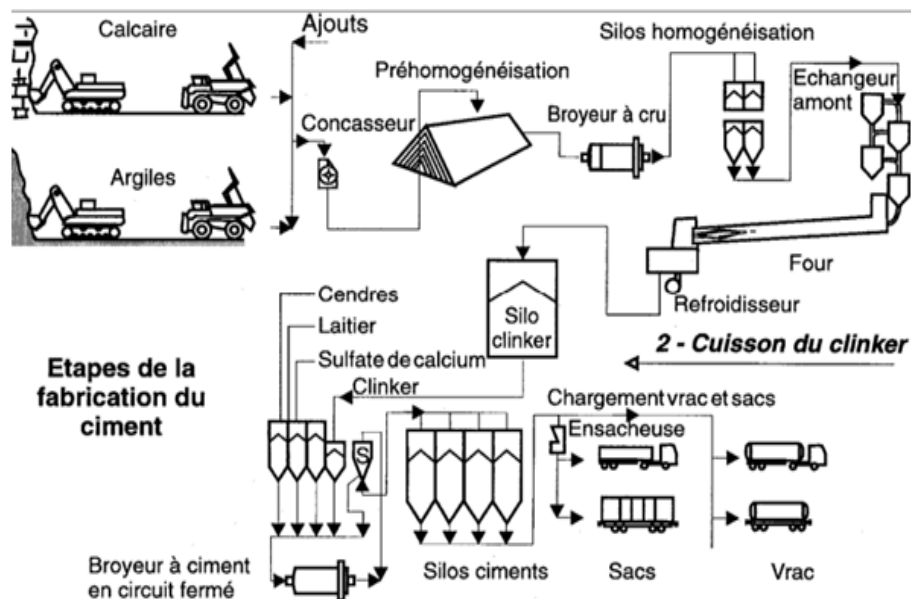 Calcaire
Ajouts
Silos homogénéisation
Préhomogénéisation
Echangeur
amont
Broyeur à cru
Concasseur
Argiles
Four
Refroidisseur
Cendres
Laitier
Sulfate de calcium
Clinker
Silo
clinker
2 - Cuisson du clinker
Etapes de la
fabrication du
ciment
Chargement vrac et sacs
Ensacheuse
S
Broyeur à ciment
en circuit fermé
Silos ciments
Sacs
Vrac